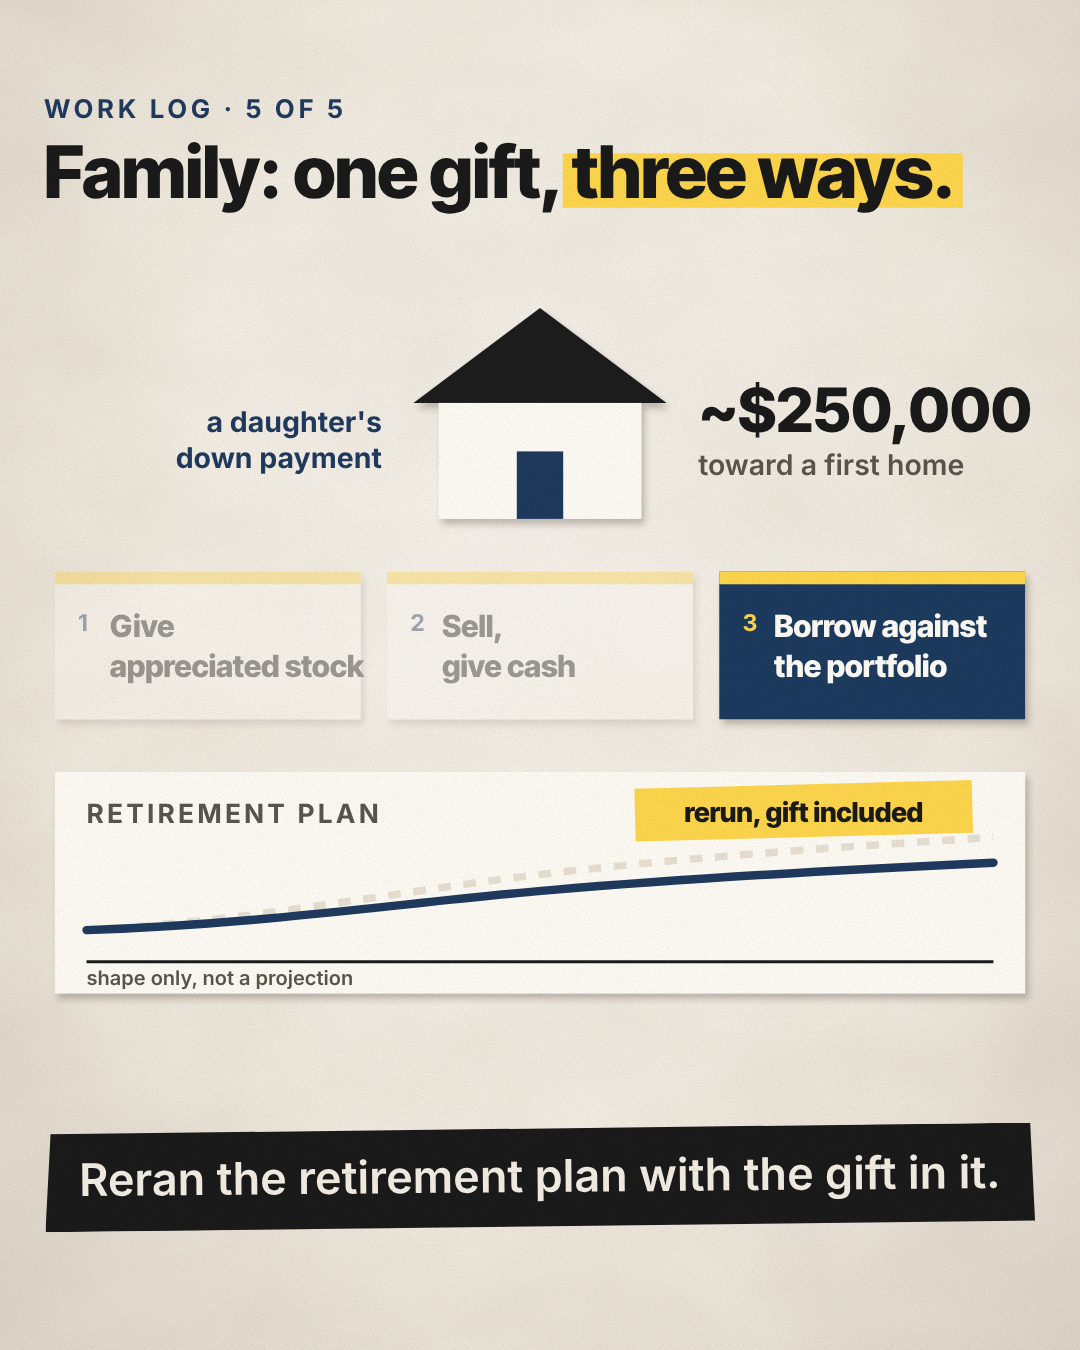 WORK LOG · 5 OF 5
Family: one gift, three ways.
a daughter's
down payment
~$250,000
toward a first home
1 Give
appreciated stock
2 Sell,
give cash
3 Borrow against
the portfolio
RETIREMENT PLAN
rerun, gift included
shape only, not a projection
Reran the retirement plan with the gift in it.